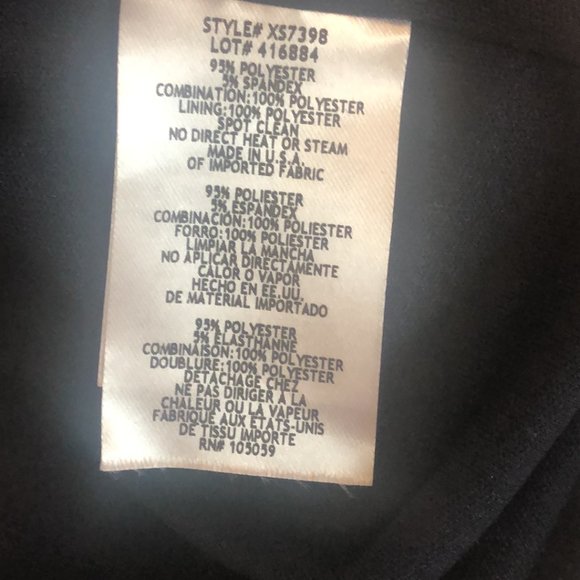 STYLE# XS7398
LOT# 416884
95% POLYESTER
5% SPANDEX
COMBINATION:100% POLYESTER
LINING:100% POLYESTER
SPOT CLEAN
NO DIRECT HEAT OR STEAM
MADE IN U.S.A.
OF IMPORTED FABRIC
95% POLIESTER
5% ESPANDEX
COMBINACION:100% POLIESTER
FORRO:100% POLIESTER
LIMPIAR LA MANCHA
NO APLICAR DIRECTAMENTE
CALOR O VAPOR
HECHO EN EE.UU.
DE MATERIAL IMPORTADO
95% POLYESTER
5% ELASTHANNE
COMBINAISON:100% POLYESTER
DOUBLURE:100% POLYESTER
DETACHAGE CHEZ
NE PAS DIRIGER A LA
CHALEUR OU LA VAPEUR
FABRIQUE AUX ETATS-UNIS
DE TISSU IMPORTE
RN# 105059